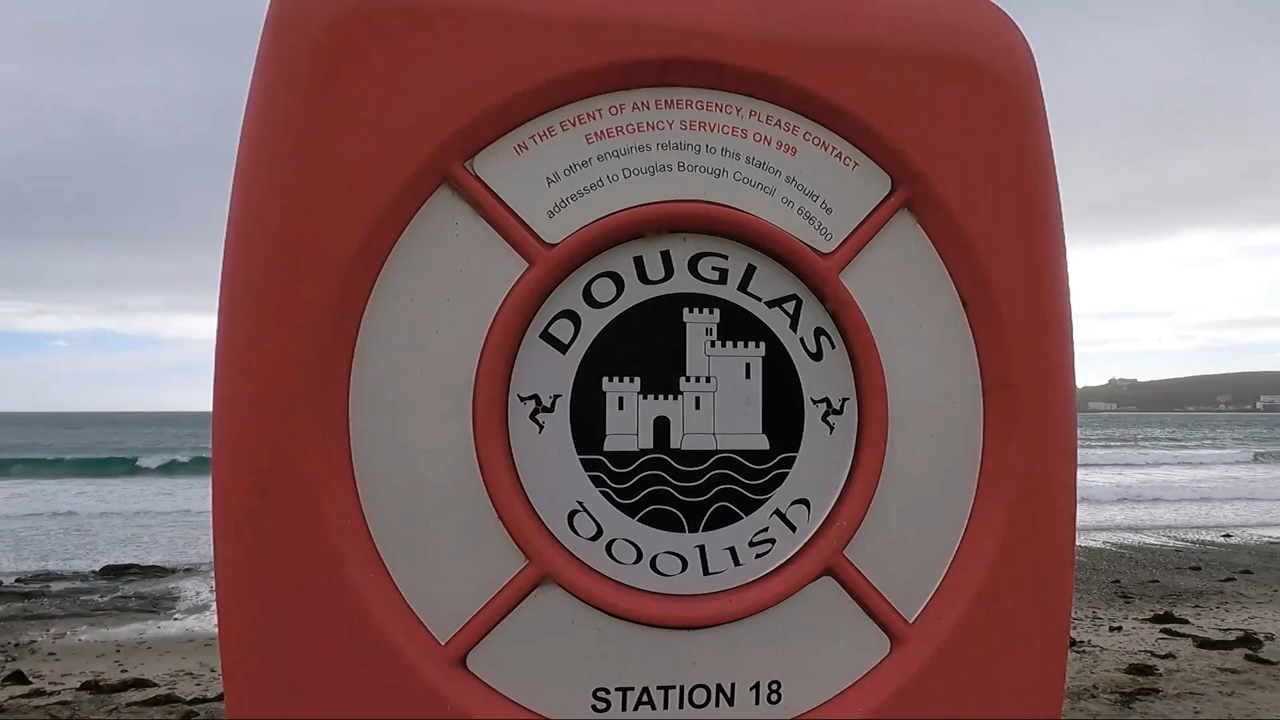 IN THE EVENT OF AN EMERGENCY, PLEASE CONTACT
EMERGENCY SERVICES ON 999
All other enquiries relating to this station should be
addressed to Douglas Borough Council on 696300
DOUGLAS
Doolish
STATION 18